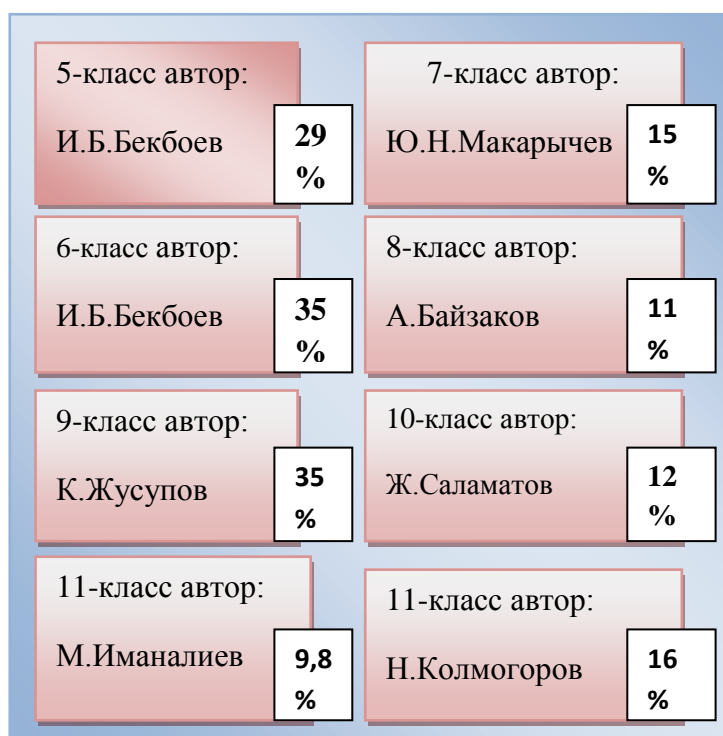 5-класс автор:
И.Б.Бекбоев
29
%
7-класс автор:
Ю.Н.Макарычев
15
%
6-класс автор:
И.Б.Бекбоев
35
%
8-класс автор:
А.Байзаков
11
%
9-класс автор:
К.Жусупов
35
%
10-класс автор:
Ж.Саламатов
12
%
11-класс автор:
М.Иманалиев
9,8
%
11-класс автор:
Н.Колмогоров
16
%